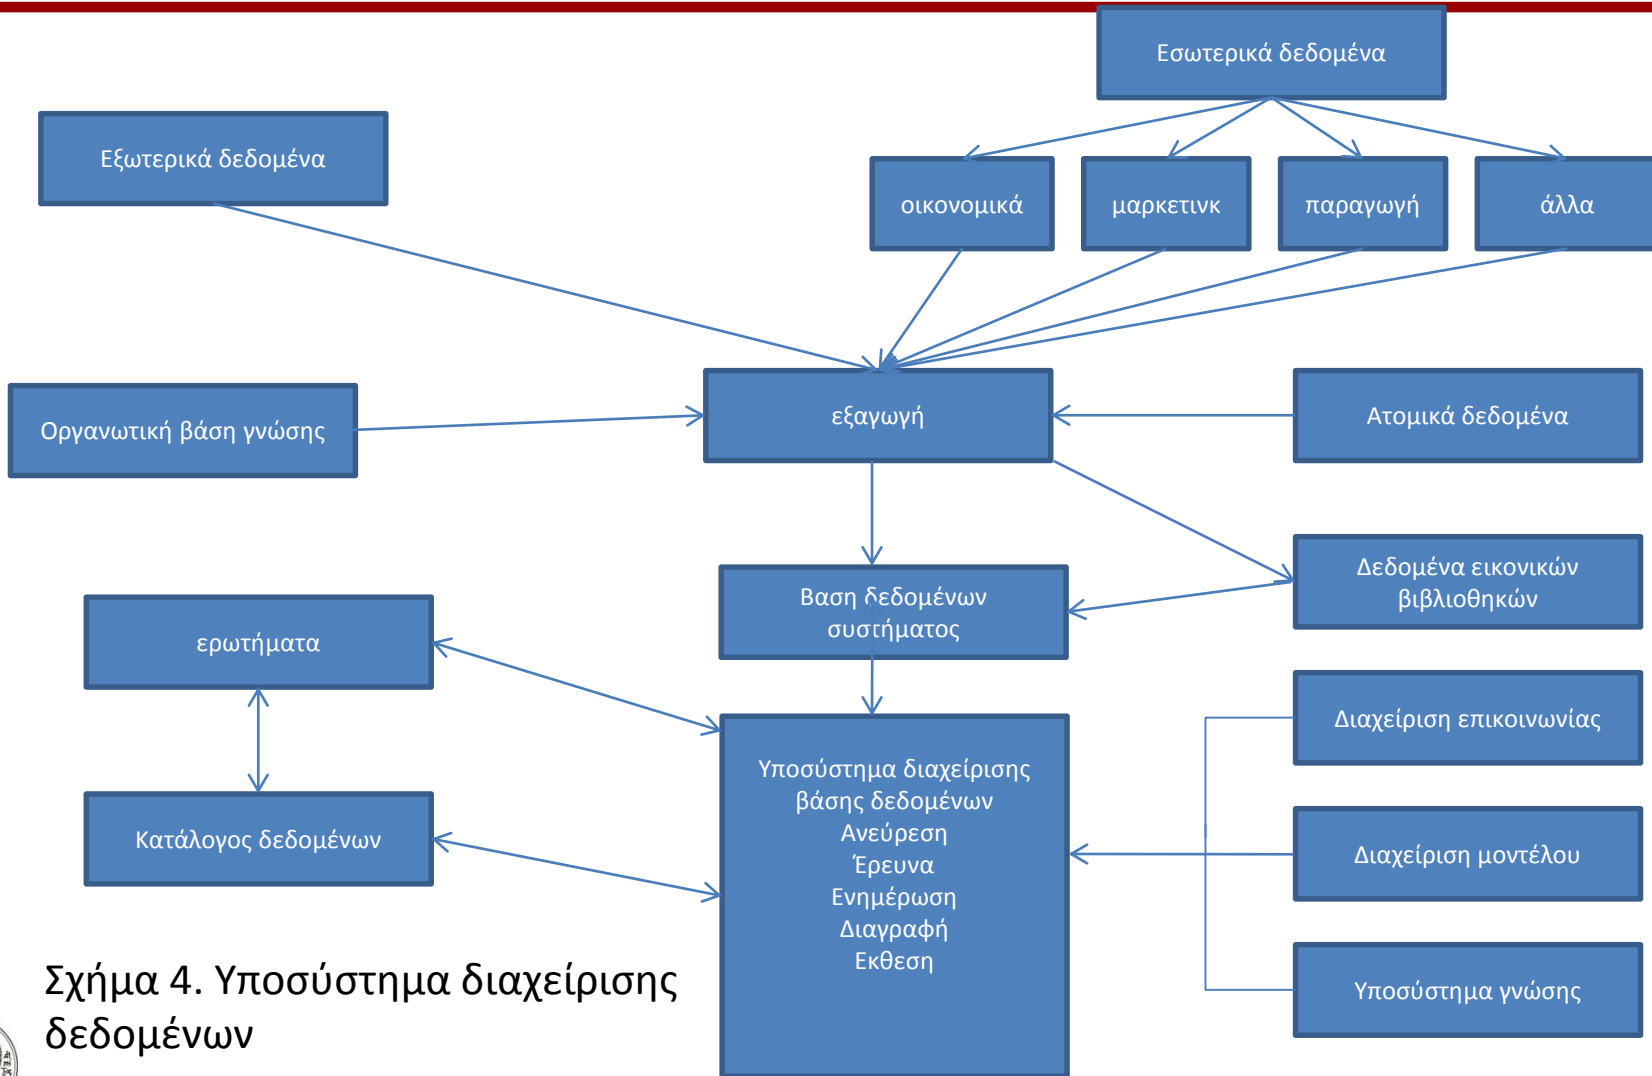 Εσωτερικά δεδομένα
Εξωτερικά δεδομένα
οικονομικά
μαρκετινκ
παραγωγή
άλλα
Οργανωτική βάση γνώσης
εξαγωγή
Ατομικά δεδομένα
Βαση δεδομένων
συστήματος
Δεδομένα εικονικών
βιβλιοθηκών
ερωτήματα
Διαχείριση επικοινωνίας
Υποσύστημα διαχείρισης
βάσης δεδομένων
Ανεύρεση
Έρευνα
Ενημέρωση
Διαγραφή
Εκθεση
Κατάλογος δεδομένων
Διαχείριση μοντέλου
Υποσύστημα γνώσης
Σχήμα 4. Υποσύστημα διαχείρισης
δεδομένων